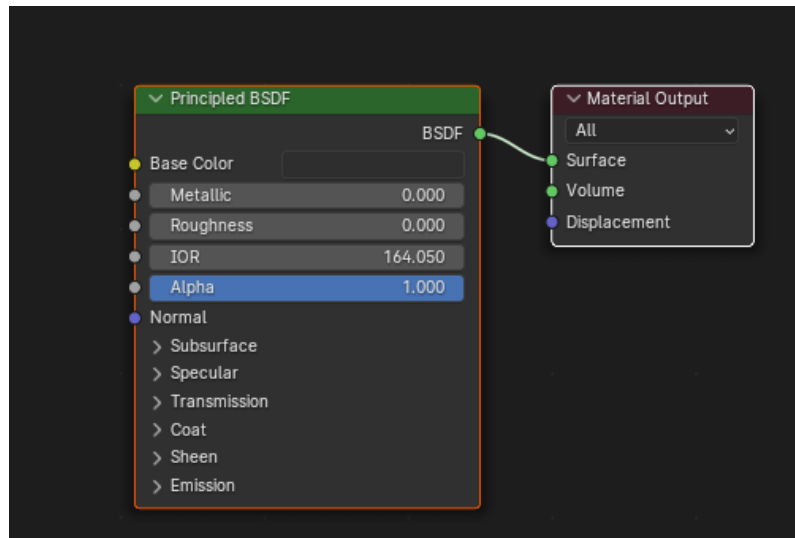 Principled BSDF
BSDF
Base Color
Metallic 0.000
Roughness 0.000
IOR 164.050
Alpha 1.000
Normal
Subsurface
Specular
Transmission
Coat
Sheen
Emission
Material Output
All
Surface
Volume
Displacement